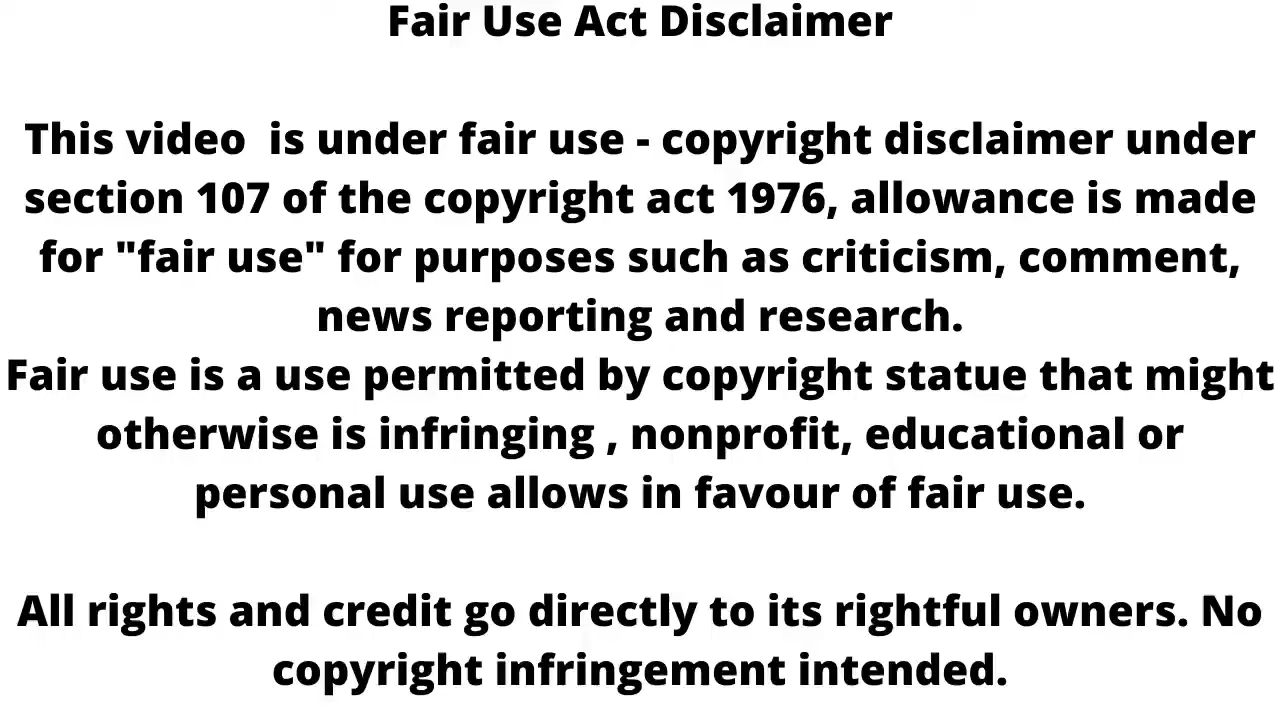 Fair Use Act Disclaimer
This video  is under fair use - copyright disclaimer under
section 107 of the copyright act 1976, allowance is made
for "fair use" for purposes such as criticism, comment,
news reporting and research.
Fair use is a use permitted by copyright statue that might
otherwise is infringing , nonprofit, educational or
personal use allows in favour of fair use.
All rights and credit go directly to its rightful owners. No
copyright infringement intended.